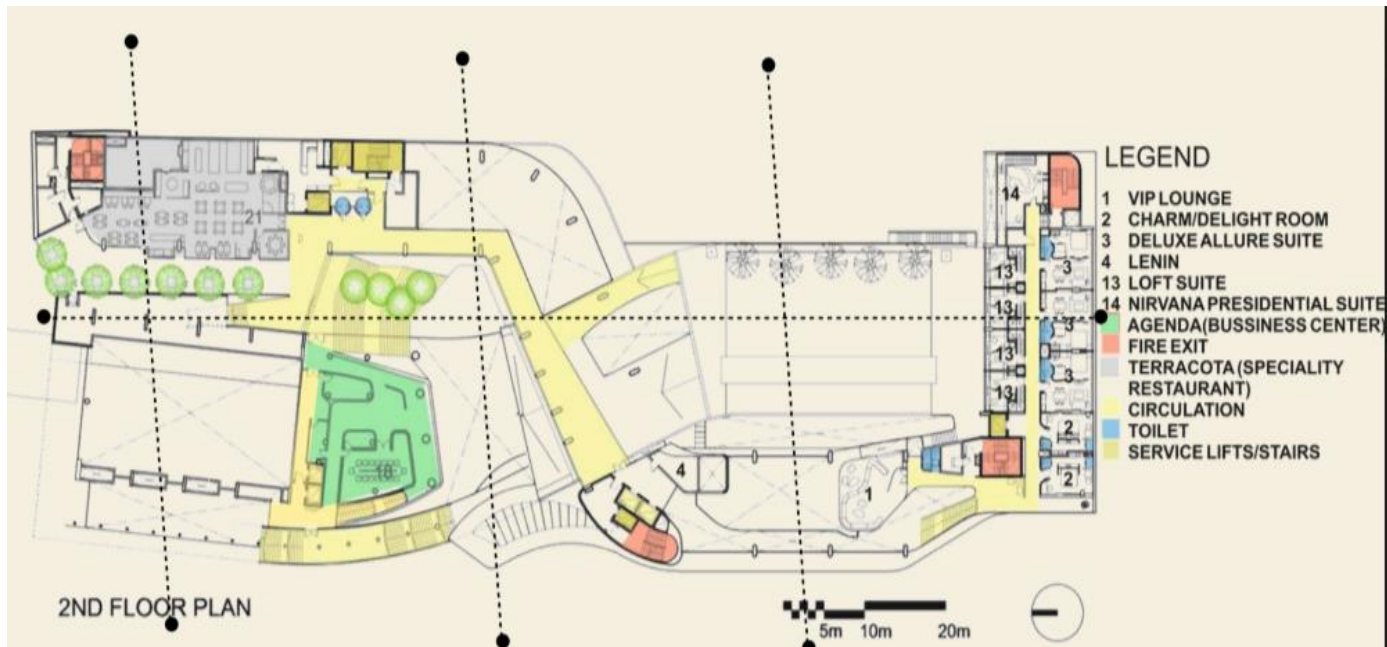 LEGEND
1 VIP LOUNGE
2 CHARM/DELIGHT ROOM
3 DELUXE ALLURE SUITE
4 LENIN
13 LOFT SUITE
14 NIRVANA PRESIDENTIAL SUITE
AGENDA(BUSSINESS CENTER)
FIRE EXIT
TERRACOTA (SPECIALITY
RESTAURANT)
CIRCULATION
TOILET
SERVICE LIFTS/STAIRS
21
14
13
3
13
13
3
13
3
2
2
4
1
18
2ND FLOOR PLAN
5m 10m 20m